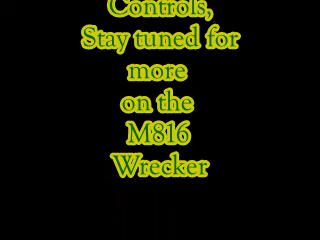 Controls,
Stay tuned for
more
on the
M816
Wrecker